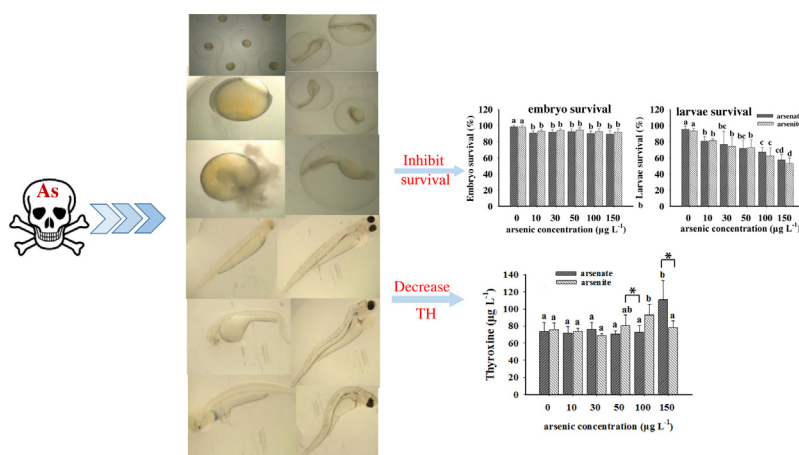 As
Inhibit
survival
Decrease
TH
embryo survival
Embryo survival (%)
120
100
80
60
40
20
0
a a b b b b b b b b b b
0 10 30 50 100 150
arsenic concentration (µg L⁻¹)
larvae survival
arsenate
arsenite
Larvae survival (%)
b
120
100
80
60
40
20
0
a a b b bc b bc b c c cd d
0 10 30 50 100 150
arsenic concentration (µg L⁻¹)
arsenate
arsenite
Thyroxine (µg L⁻¹)
140
120
100
80
60
40
20
0
a a a a a a a ab a b b a
* *
0 10 30 50 100 150
arsenic concentration (µg L⁻¹)